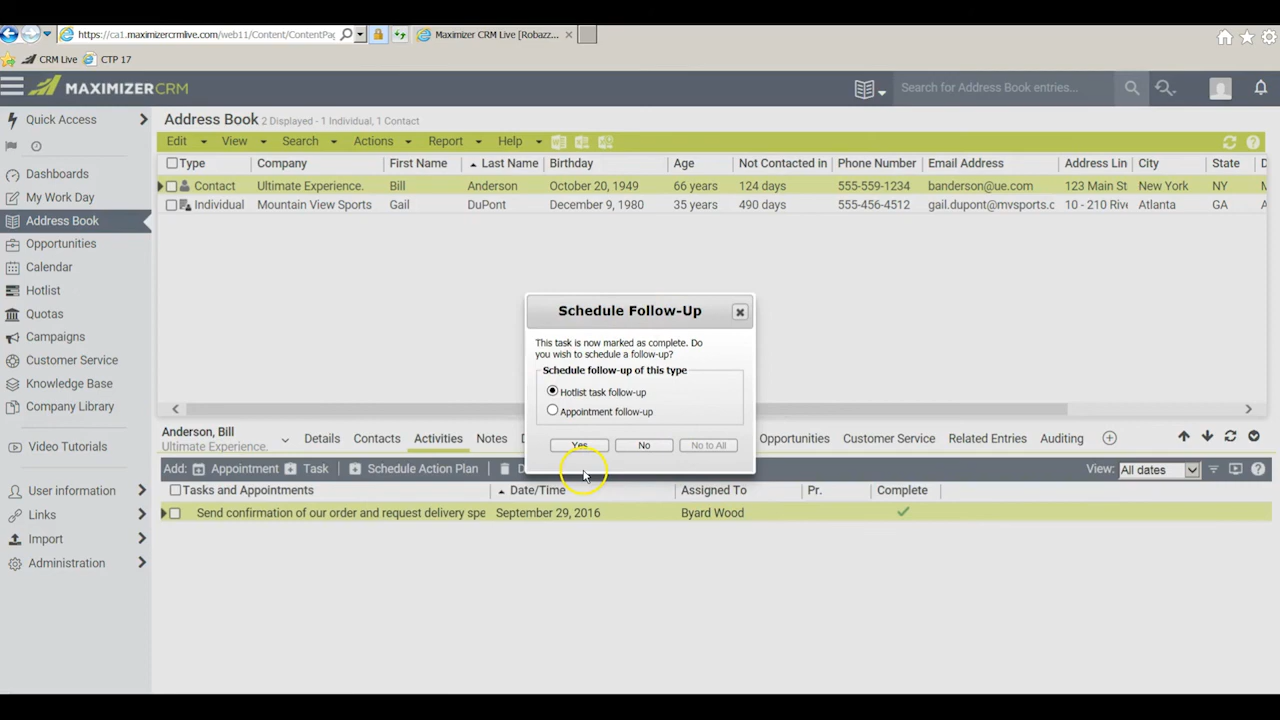 https://ca1.maximizercrmlive.com/web11/Content/ContentPag
Maximizer CRM Live [Robazz...
CRM Live CTP 17
MAXIMIZERCRM
Search for Address Book entries...
Quick Access
Dashboards
My Work Day
Address Book
Opportunities
Calendar
Hotlist
Quotas
Campaigns
Customer Service
Knowledge Base
Company Library
Video Tutorials
User information
Links
Import
Administration
Address Book 2 Displayed - 1 Individual, 1 Contact
Edit View Search Actions Report Help
Type Company First Name Last Name Birthday Age Not Contacted in Phone Number Email Address Address Lin City State D
Contact Ultimate Experience. Bill Anderson October 20, 1949 66 years 124 days 555-559-1234 banderson@ue.com 123 Main St New York NY
Individual Mountain View Sports Gail DuPont December 9, 1980 35 years 490 days 555-456-4512 gail.dupont@mvsports.c 10 - 210 Rive Atlanta GA
Schedule Follow-Up
This task is now marked as complete. Do
you wish to schedule a follow-up?
Schedule follow-up of this type
Hotlist task follow-up
Appointment follow-up
Yes No No to All
Anderson, Bill
Ultimate Experience.
Details Contacts Activities Notes D Opportunities Customer Service Related Entries Auditing
Add: Appointment Task Schedule Action Plan D View: All dates
Tasks and Appointments Date/Time Assigned To Pr. Complete
Send confirmation of our order and request delivery spe September 29, 2016 Byard Wood